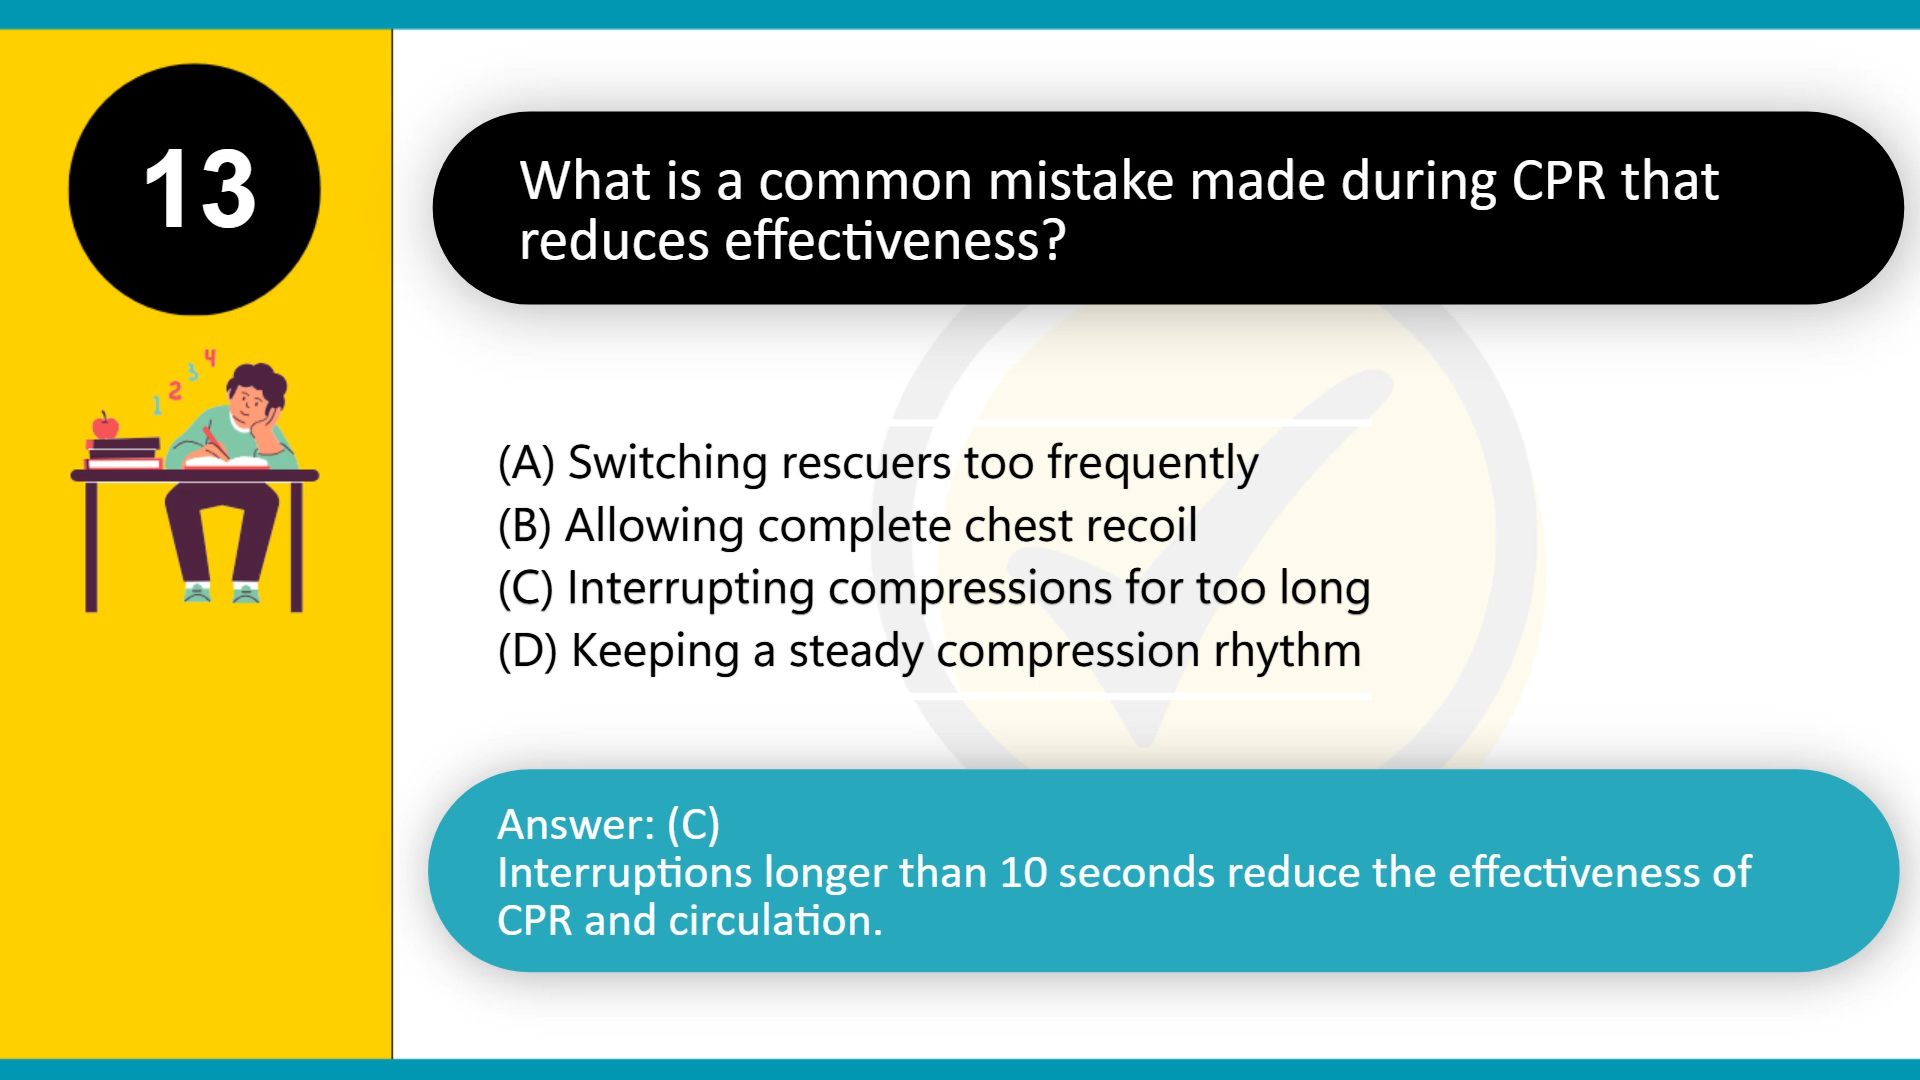 13
What is a common mistake made during CPR that
reduces effectiveness?
1 2 3 4
(A) Switching rescuers too frequently
(B) Allowing complete chest recoil
(C) Interrupting compressions for too long
(D) Keeping a steady compression rhythm
Answer: (C)
Interruptions longer than 10 seconds reduce the effectiveness of
CPR and circulation.